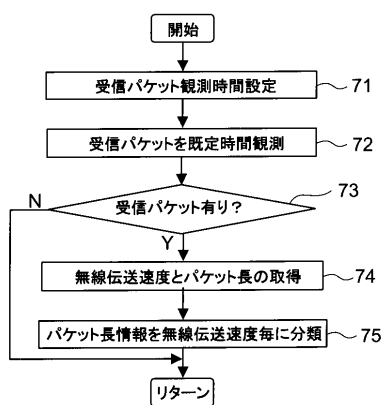 開始
受信パケット観測時間設定
71
受信パケットを既定時間観測
72
受信パケット有り?
73
N
Y
無線伝送速度とパケット長の取得
74
パケット長情報を無線伝送速度毎に分類
75
リターン